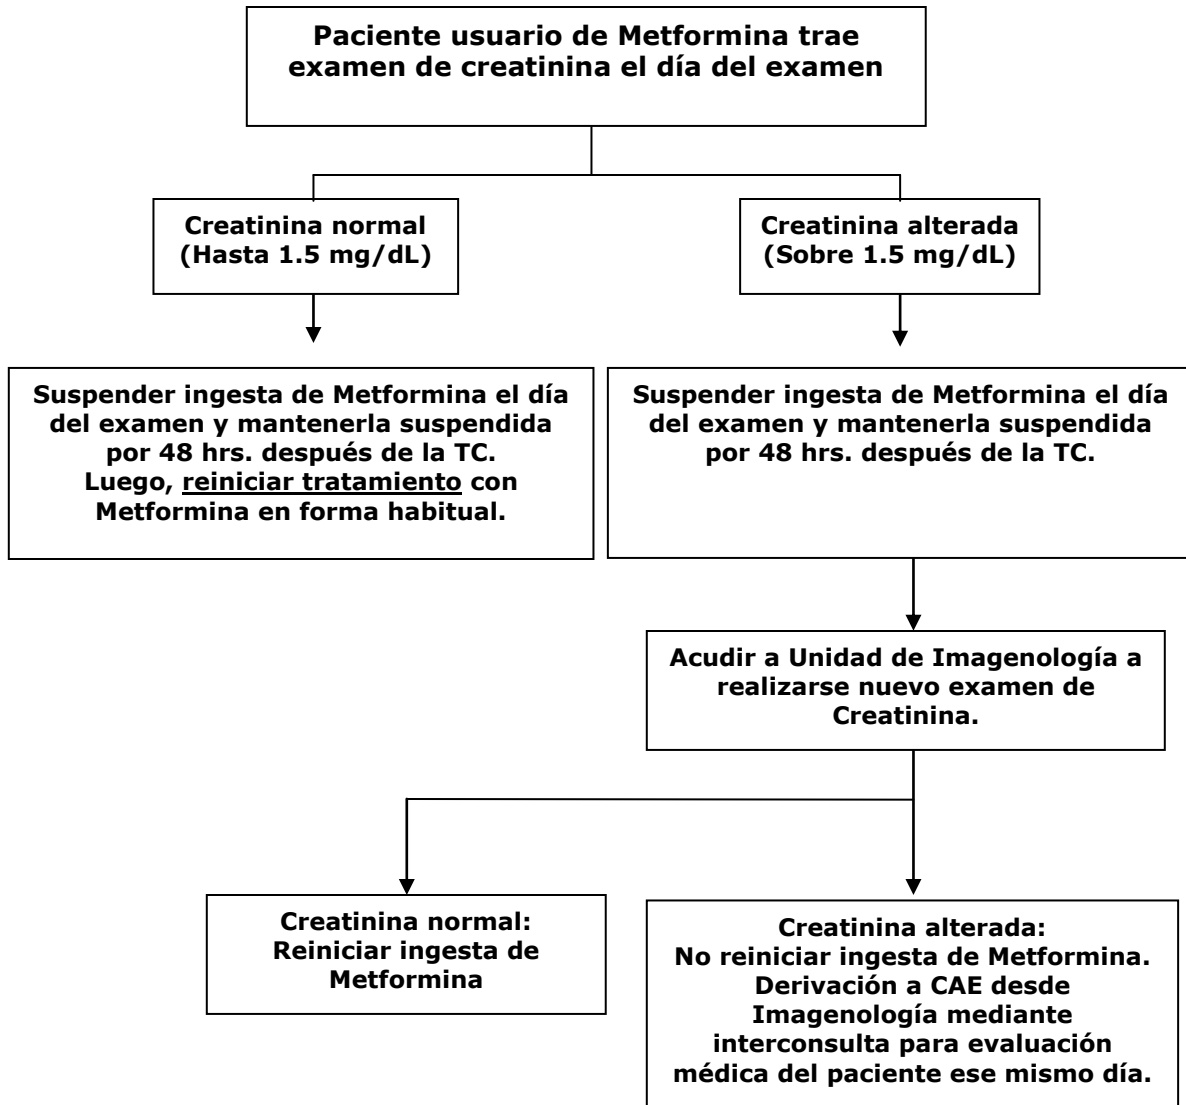 Paciente usuario de Metformina trae
examen de creatinina el día del examen
Creatinina normal
(Hasta 1.5 mg/dL)
Creatinina alterada
(Sobre 1.5 mg/dL)
Suspender ingesta de Metformina el día
del examen y mantenerla suspendida
por 48 hrs. después de la TC.
Luego, reiniciar tratamiento con
Metformina en forma habitual.
Suspender ingesta de Metformina el día
del examen y mantenerla suspendida
por 48 hrs. después de la TC.
Acudir a Unidad de Imagenología a
realizarse nuevo examen de
Creatinina.
Creatinina normal:
Reiniciar ingesta de
Metformina
Creatinina alterada:
No reiniciar ingesta de Metformina.
Derivación a CAE desde
Imagenología mediante
interconsulta para evaluación
médica del paciente ese mismo día.